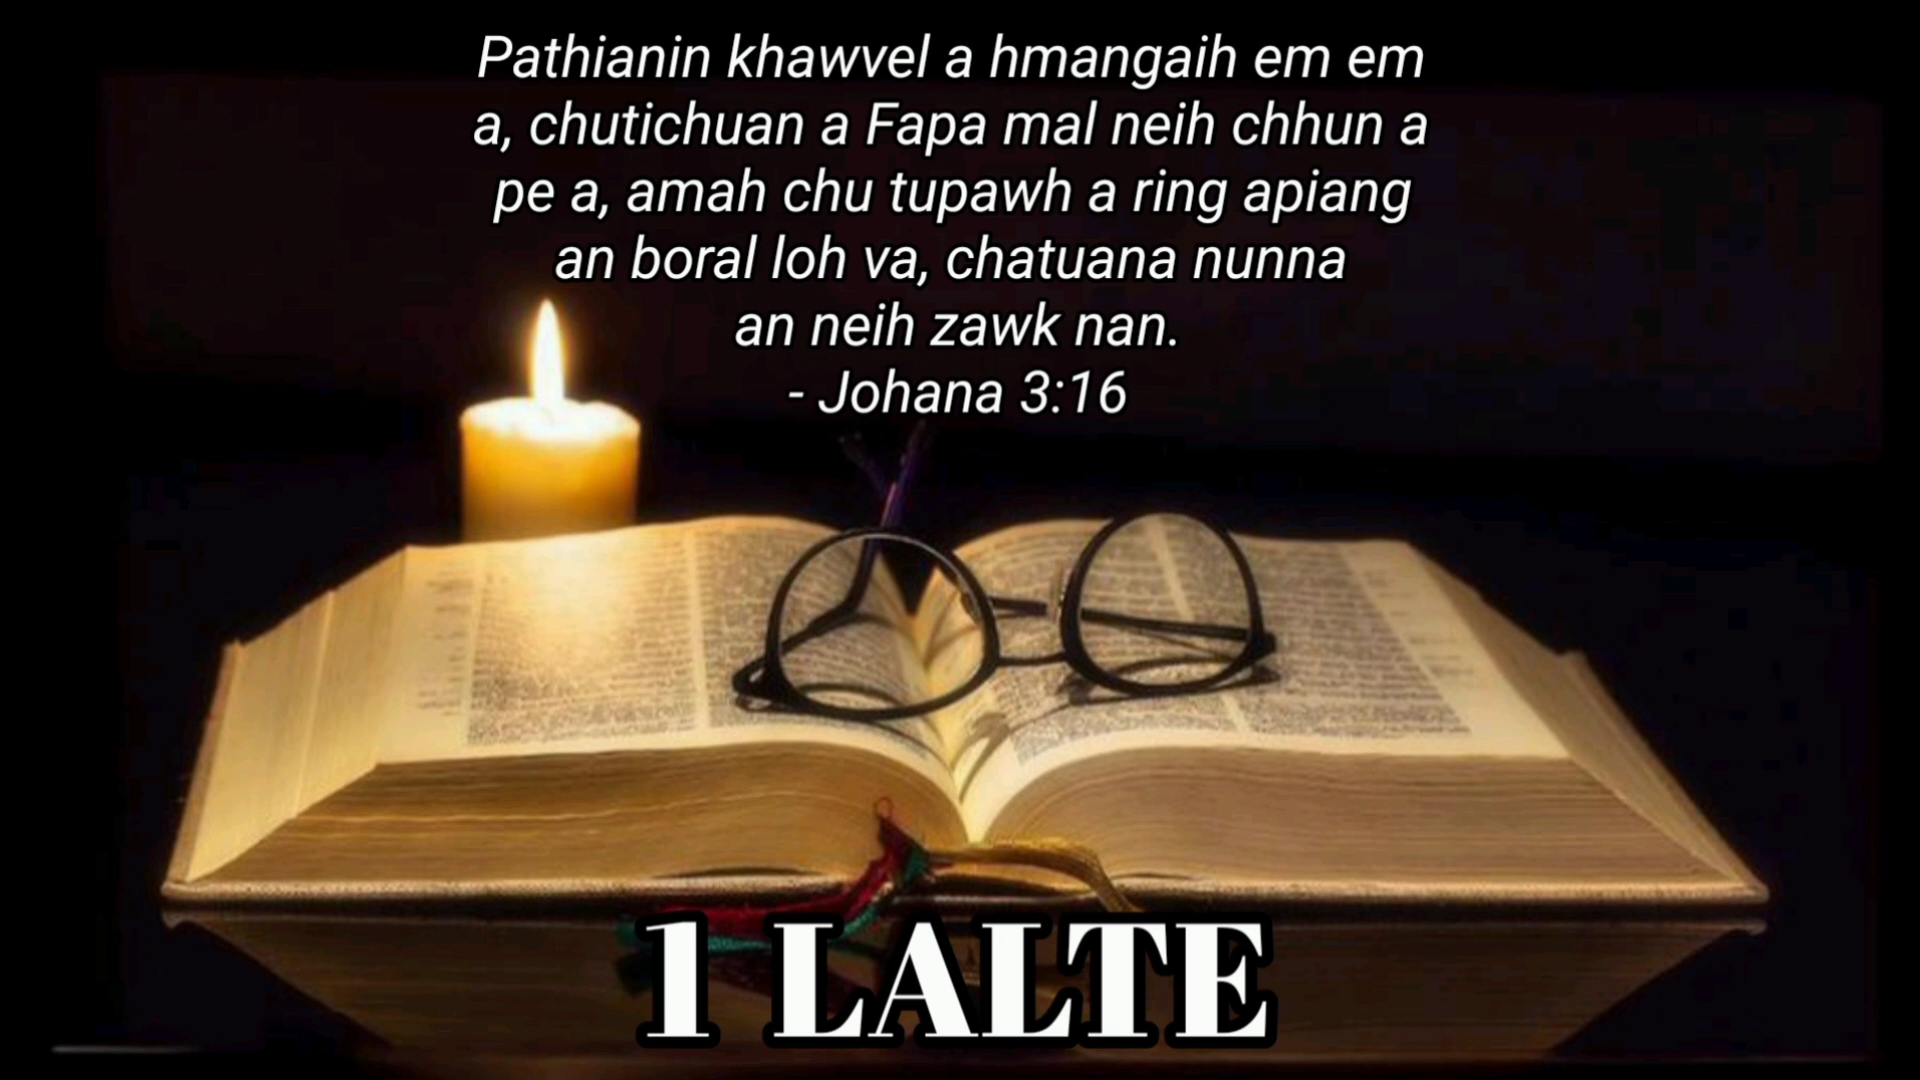 Pathianin khawvel a hmangaih em em
a, chutichuan a Fapa mal neih chhun a
pe a, amah chu tupawh a ring apiang
an boral loh va, chatuana nunna
an neih zawk nan.
- Johana 3:16
1 LALTE